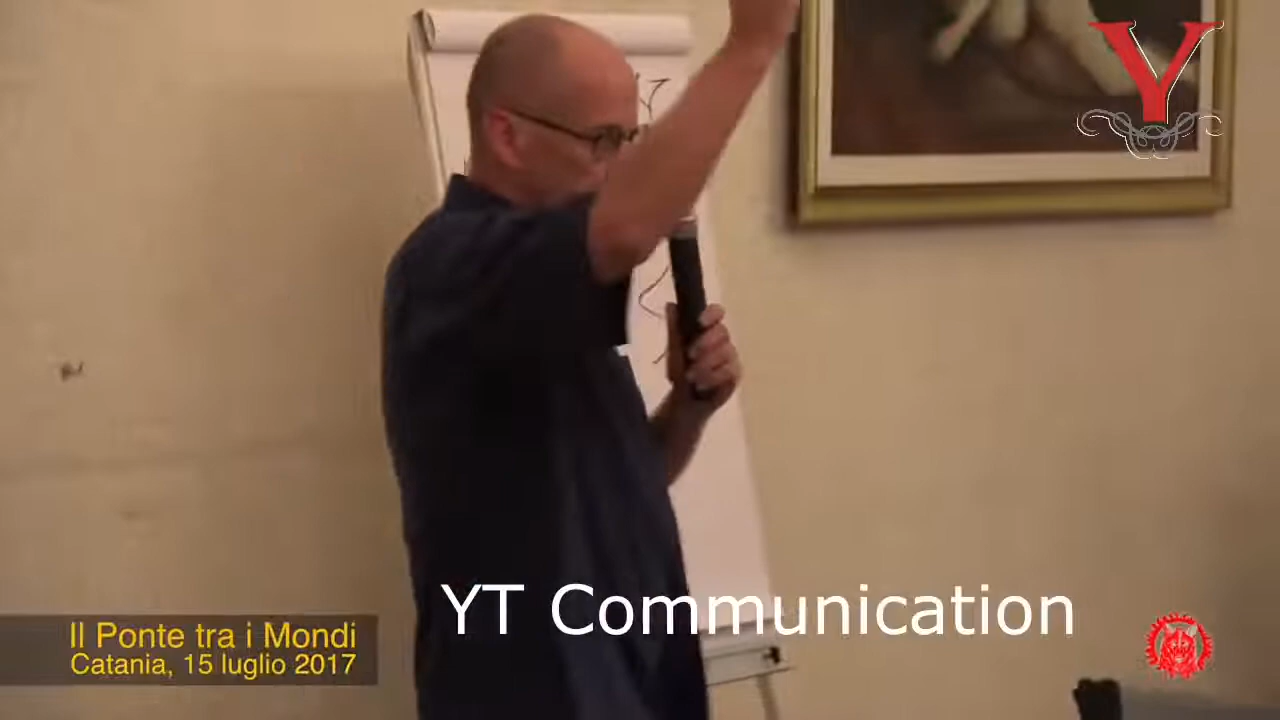 Y
YT Communication
Il Ponte tra i Mondi
Catania, 15 luglio 2017